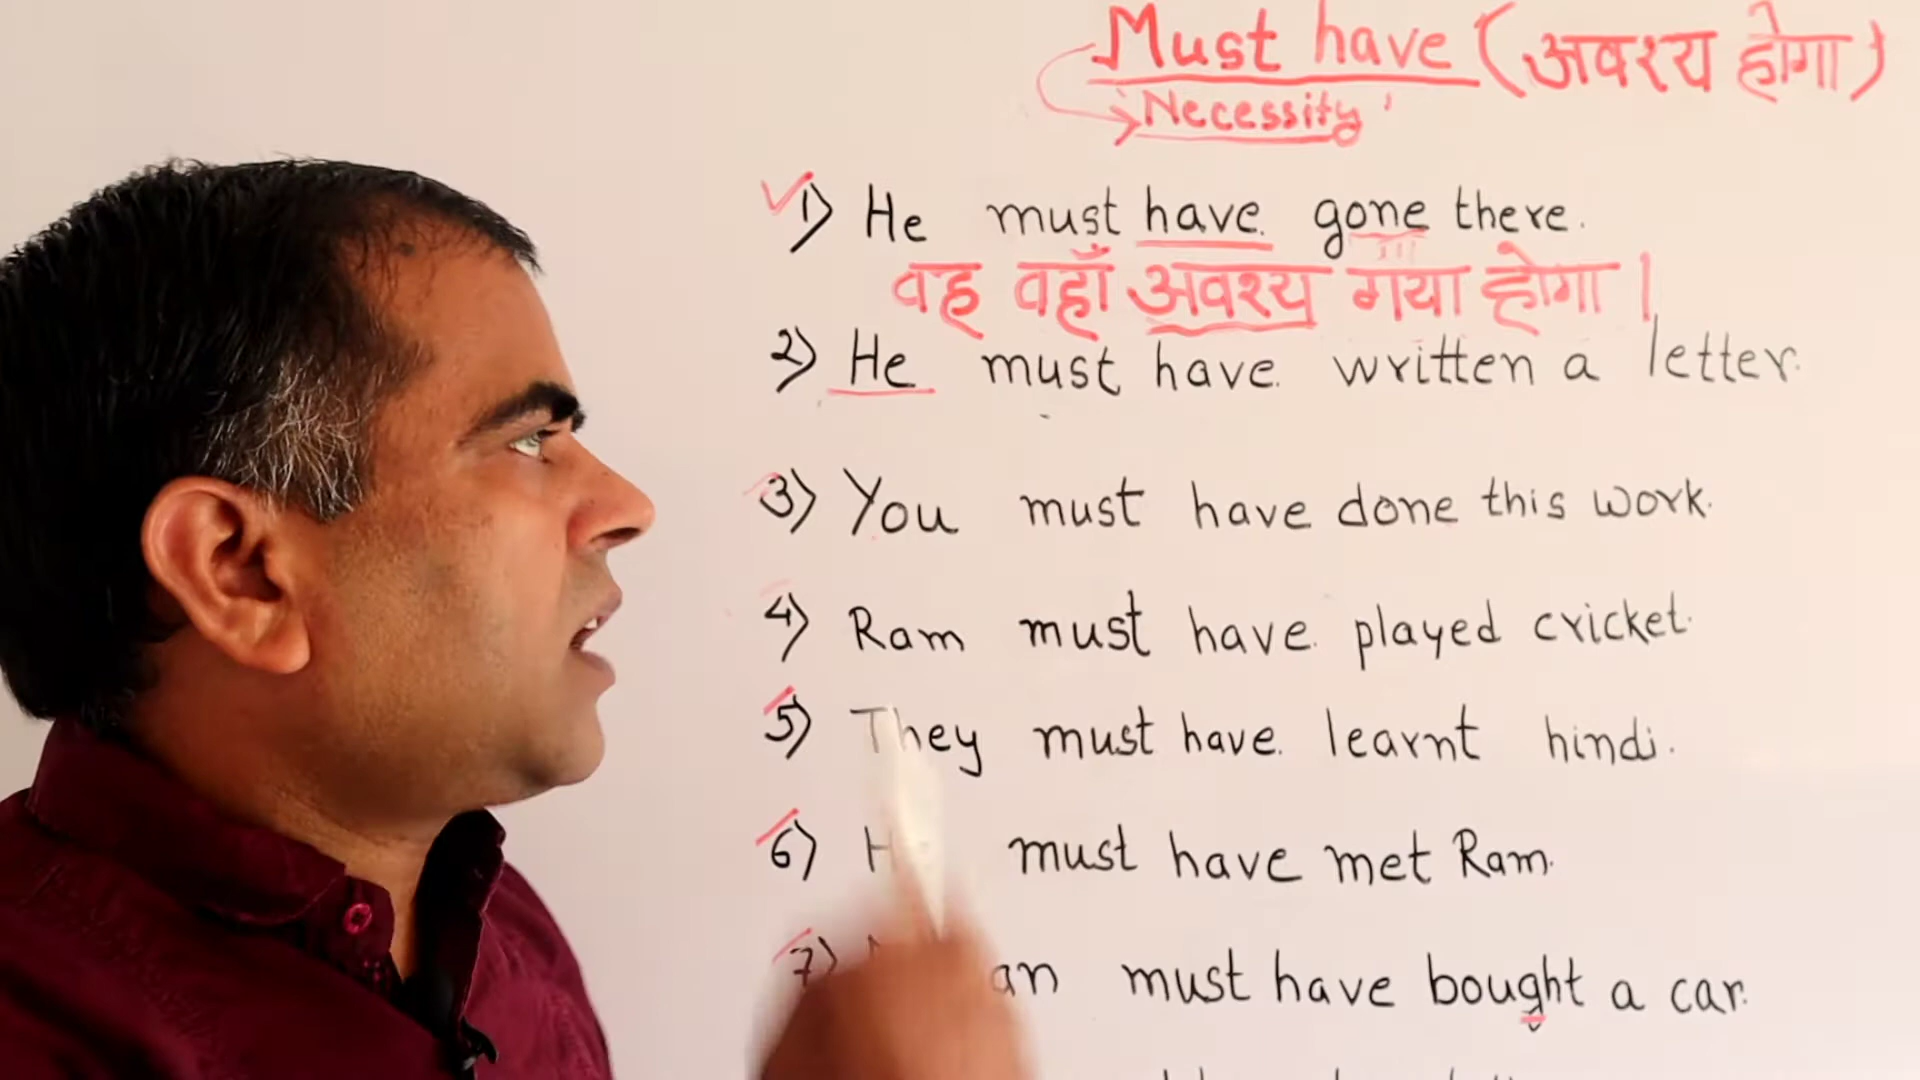 Must have (अवश्य होगा)
Necessity
1) He must have gone there.
वह वहाँ अवश्य गया होगा।
2) He must have written a letter.
3) You must have done this work.
4) Ram must have played cricket.
5) They must have learnt hindi.
6) He must have met Ram.
7) must have bought a car.